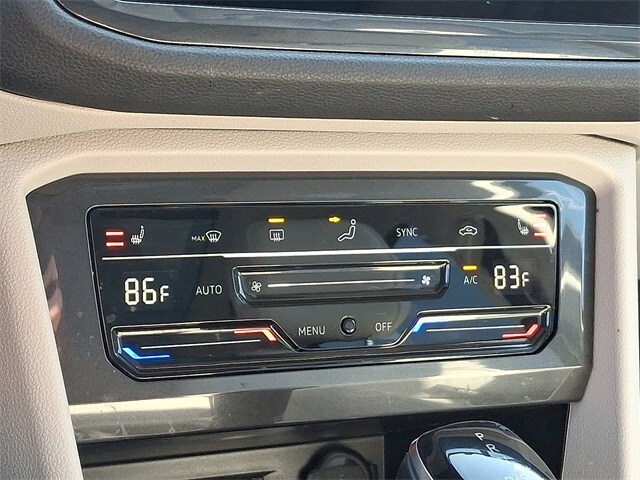 MAX SYNC
86F AUTO A/C 83F
MENU OFF
P
R